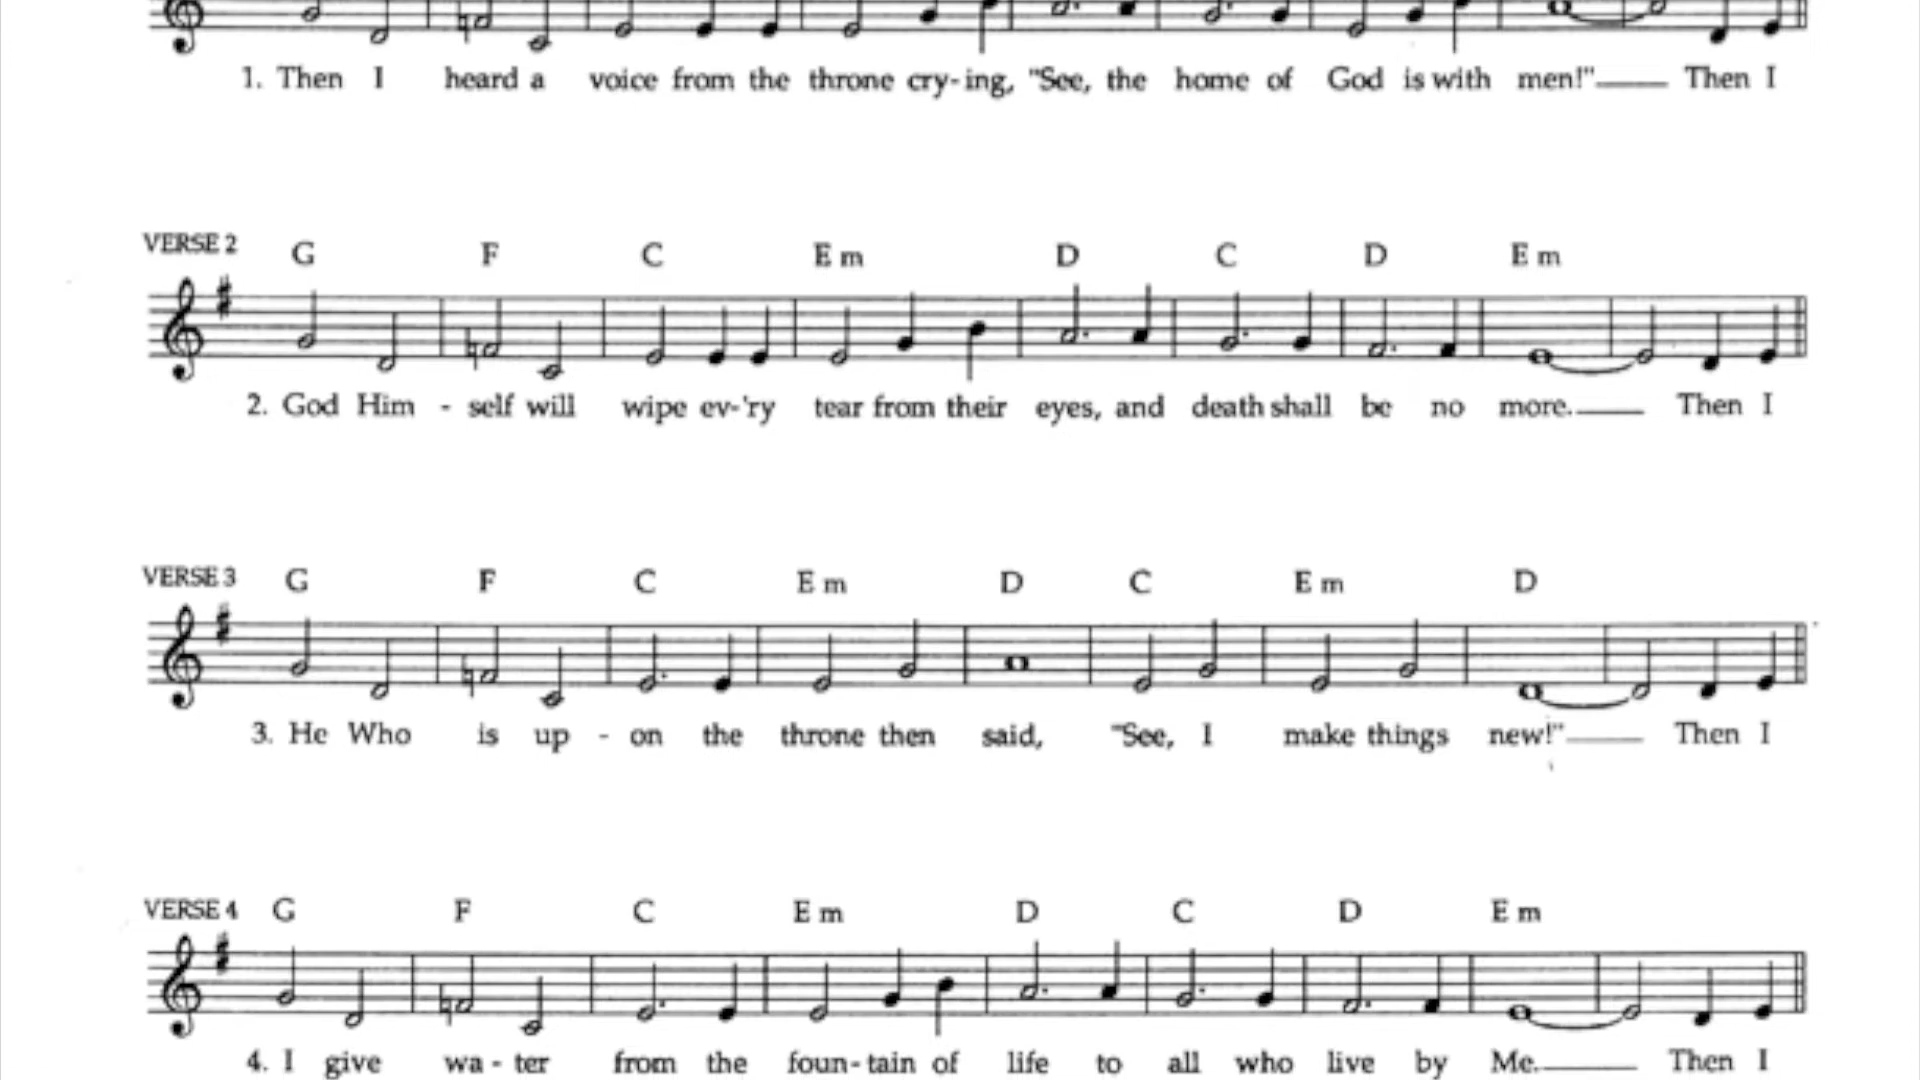 1. Then I heard a voice from the throne cry-ing, "See, the home of God is with men!" Then I
VERSE 2 G F C Em D C D Em
2. God Him - self will wipe ev-'ry tear from their eyes, and death shall be no more. Then I
VERSE 3 G F C Em D C Em D
3. He Who is up - on the throne then said, "See, I make things new!" Then I
VERSE 4 G F C Em D C D Em
4. I give wa - ter from the foun- tain of life to all who live by Me. Then I